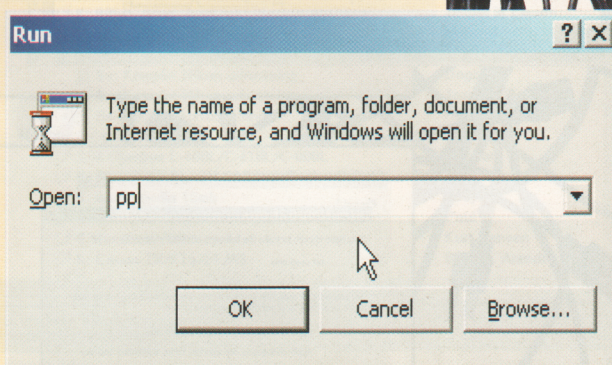 Run
Type the name of a program, folder, document, or
Internet resource, and Windows will open it for you.
Open: pp
OK Cancel Browse...